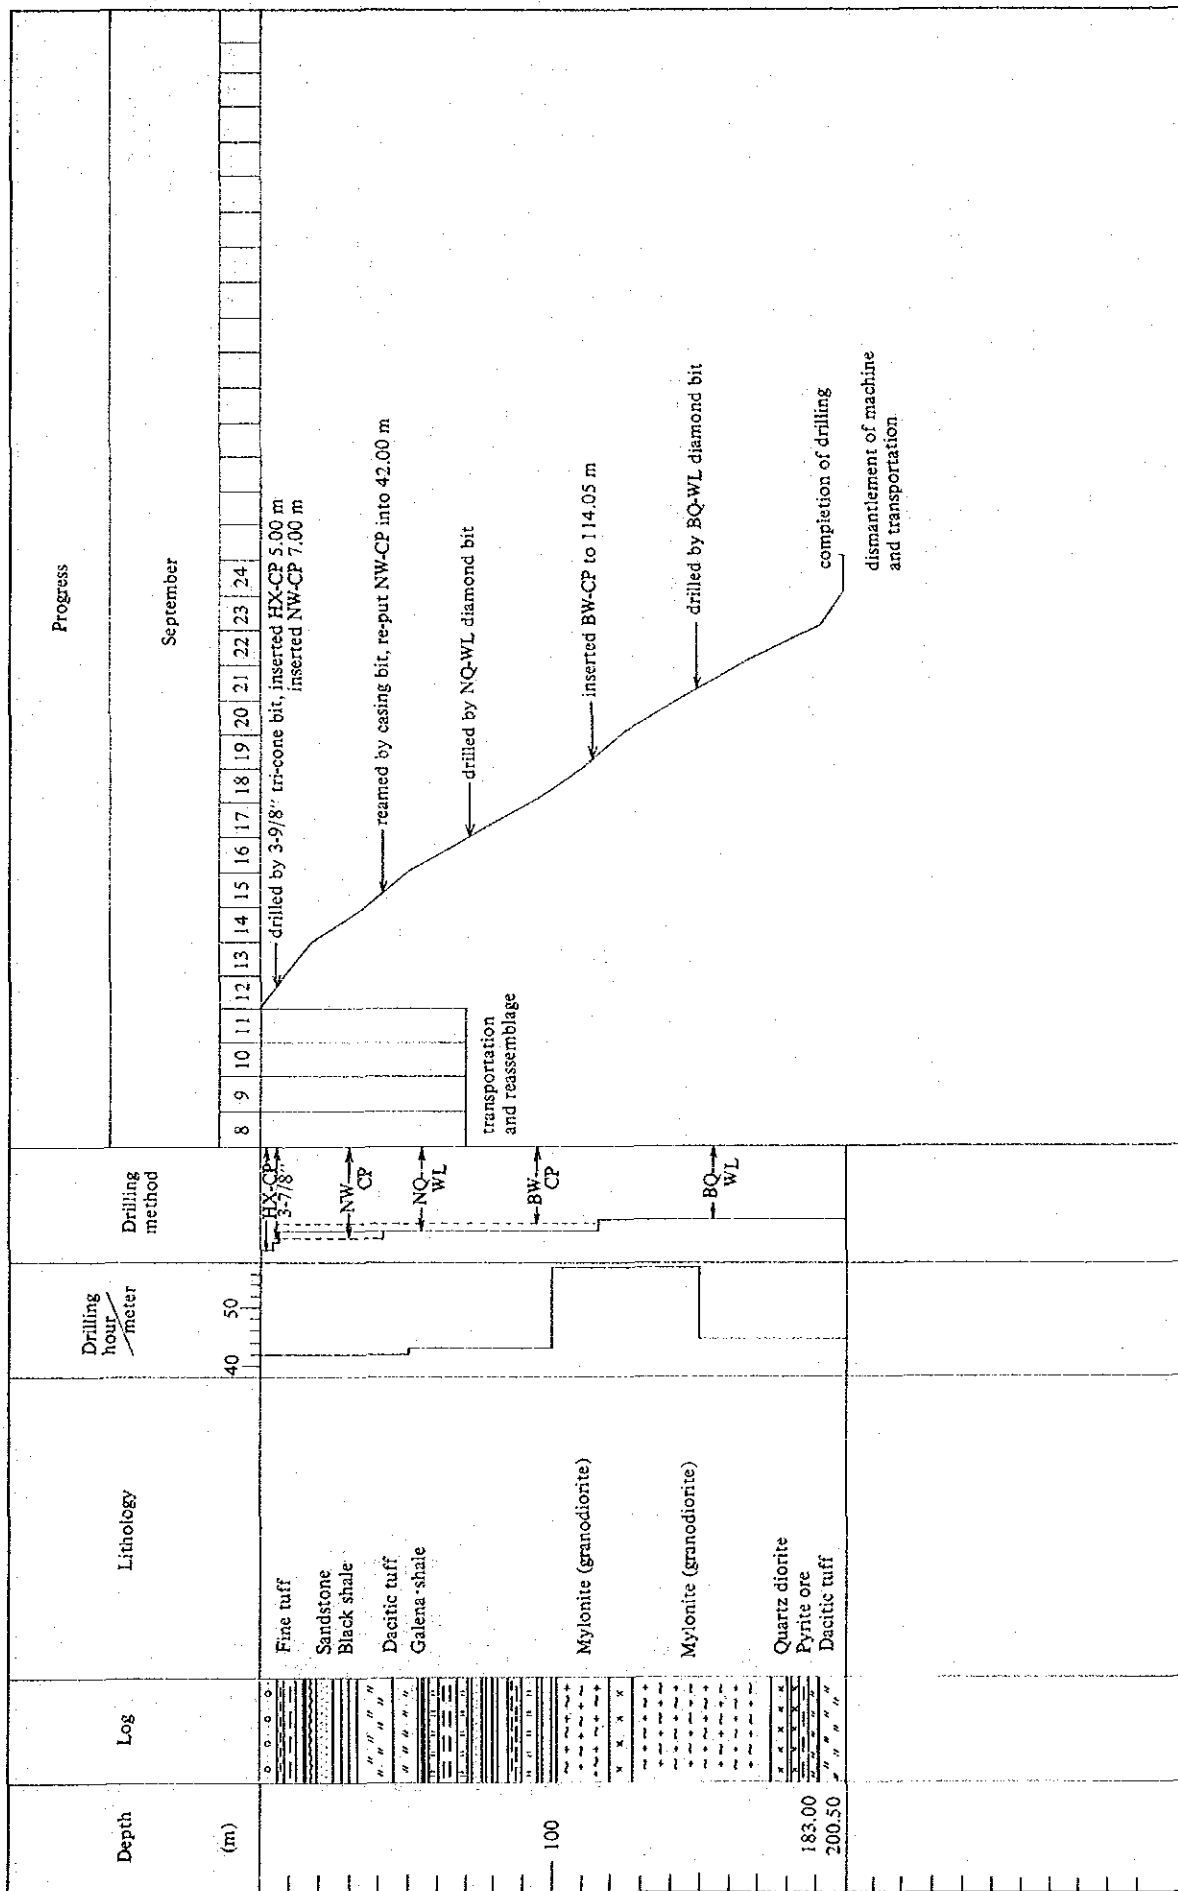 Progress
September
8 9 10 11 12 13 14 15 16 17 18 19 20 21 22 23 24
drilled by 3-9/8" tri-cone bit, inserted HX-CP 5.00 m
inserted NW-CP 7.00 m
reamed by casing bit, re-put NW-CP into 42.00 m
drilled by NQ-WL diamond bit
inserted BW-CP to 114.05 m
drilled by BQ-WL diamond bit
completion of drilling
dismantlement of machine
and transportation
transportation
and reassemblage
Drilling
method
HX-CP
3-7/8"
NW
CP
NQ
WL
BW
CP
BQ
WL
Drilling
hour
meter
40
50
Lithology
Fine tuff
Sandstone
Black shale
Dacitic tuff
Galena-shale
Mylonite (granodiorite)
Mylonite (granodiorite)
Quartz diorite
Pyrite ore
Dacitic tuff
Log
Depth
(m)
100
183.00
200.50